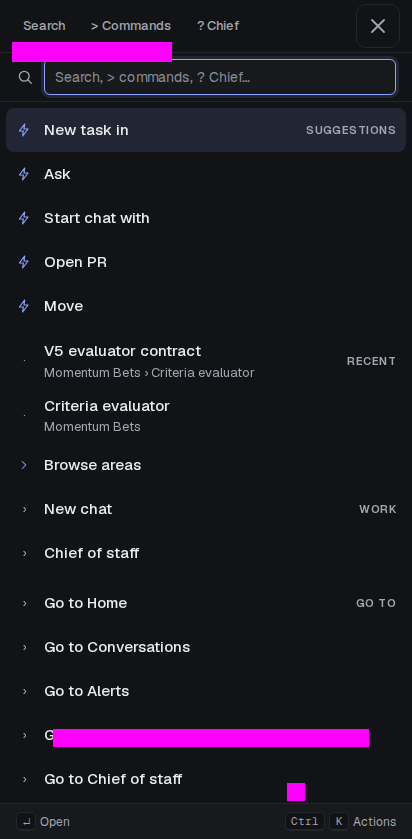 Search > Commands ? Chief
Search, > commands, ? Chief...
New task in SUGGESTIONS
Ask
Start chat with
Open PR
Move
V5 evaluator contract RECENT
Momentum Bets › Criteria evaluator
Criteria evaluator
Momentum Bets
Browse areas
New chat WORK
Chief of staff
Go to Home GO TO
Go to Conversations
Go to Alerts
Go to Chief of staff
↵ Open Ctrl K Actions